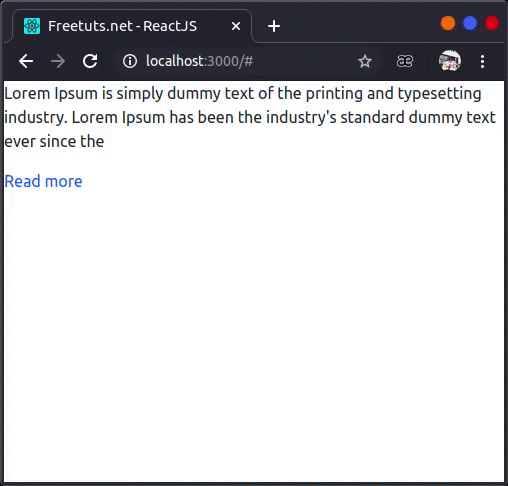 Freetuts.net - ReactJS
localhost:3000/#
Lorem Ipsum is simply dummy text of the printing and typesetting
industry. Lorem Ipsum has been the industry's standard dummy text
ever since the
Read more